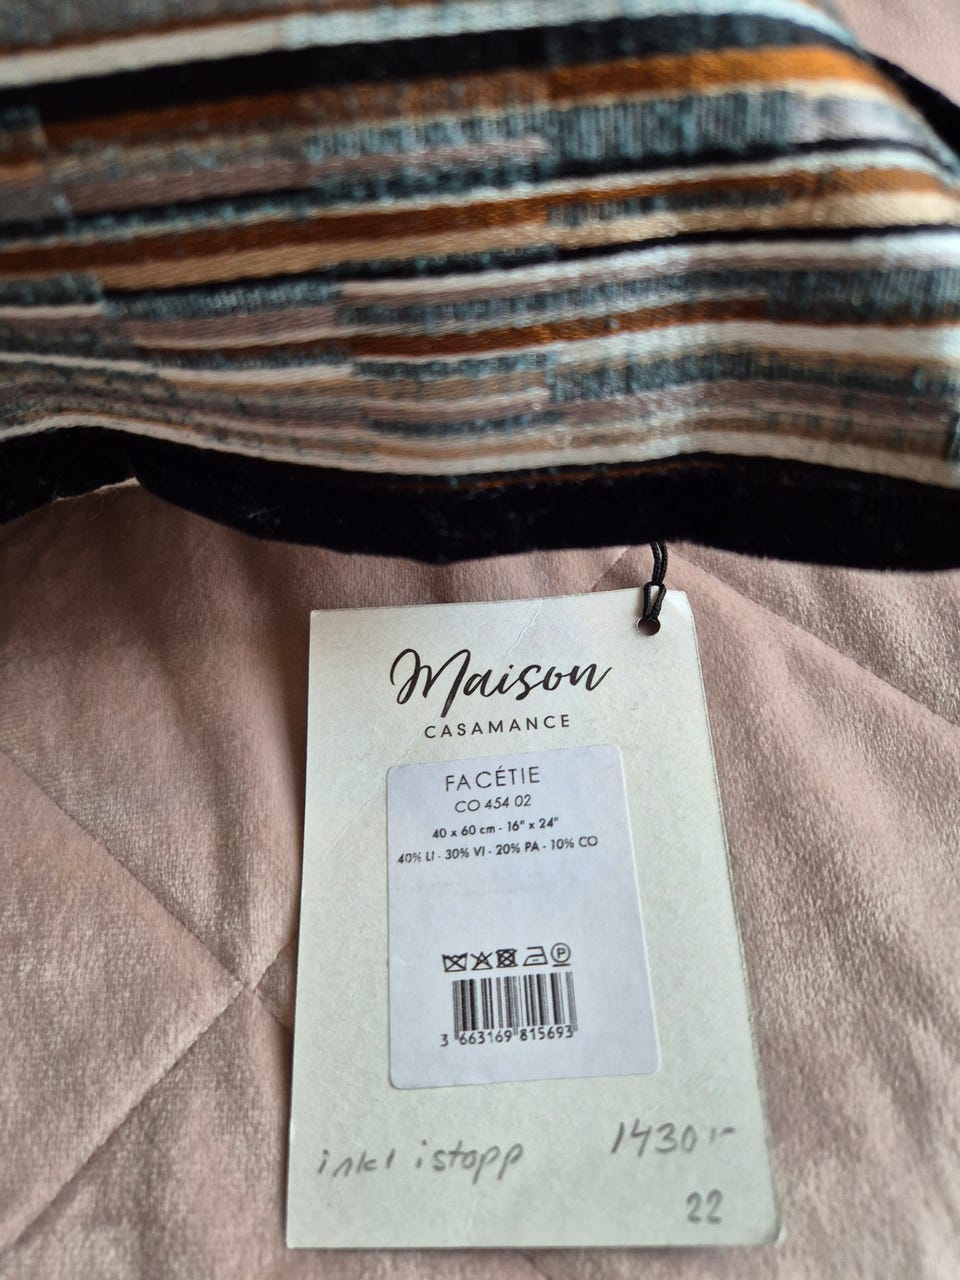 Maison
CASAMANCE
FACÉTIE
CO 454 02
40 x 60 cm - 16" x 24"
40% LI - 30% VI - 20% PA - 10% CO
P
3 663169 815693
inkl istopp 1430:-
22